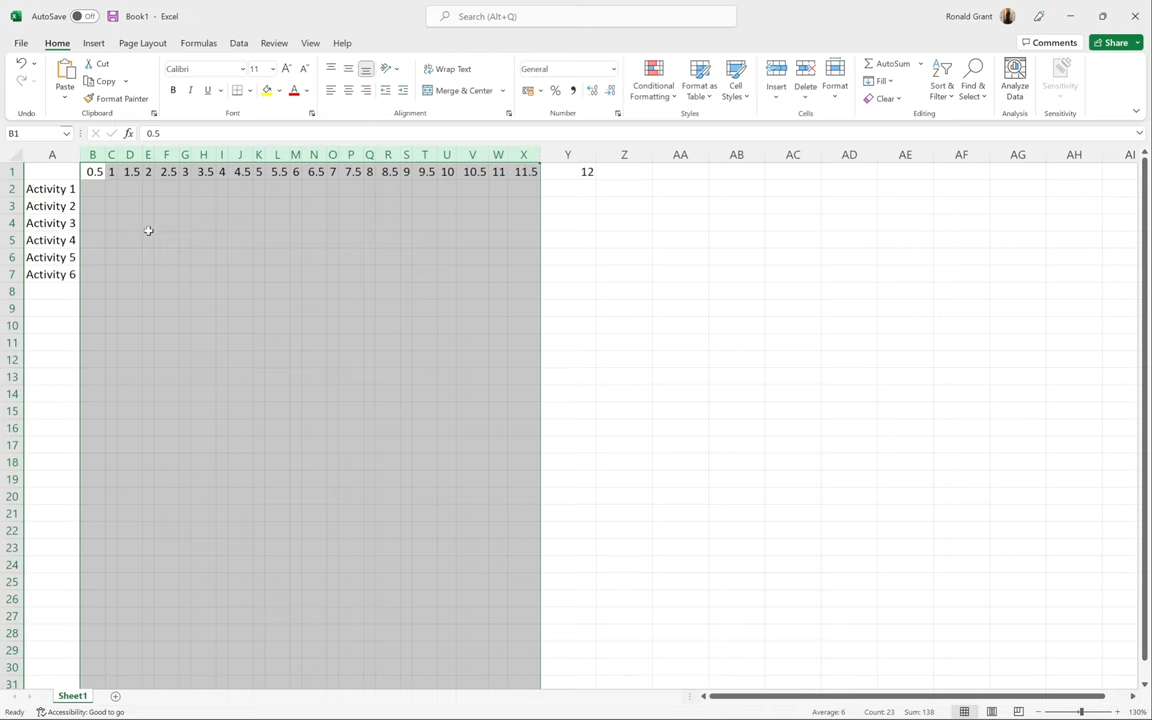 AutoSave Off Book1 - Excel Search (Alt+Q) Ronald Grant
File Home Insert Page Layout Formulas Data Review View Help Comments Share
Cut
Calibri 11 Wrap Text General
AutoSum
Copy
Fill
Paste
Format Painter
B I U A Merge & Center % ,
Conditional Formatting Format as Table Cell Styles Insert Delete Format
Clear
Sort & Filter Find & Select Analyze Data Sensitivity
Undo Clipboard Font Alignment Number Styles Cells Editing Analysis Sensitivity
B1 fx 0.5
A B C D E F G H I J K L M N O P Q R S T U V W X Y Z AA AB AC AD AE AF AG AH AI
1 0.5 1 1.5 2 2.5 3 3.5 4 4.5 5 5.5 6 6.5 7 7.5 8 8.5 9 9.5 10 10.5 11 11.5 12
2 Activity 1
3 Activity 2
4 Activity 3
5 Activity 4
6 Activity 5
7 Activity 6
8
9
10
11
12
13
14
15
16
17
18
19
20
21
22
23
24
25
26
27
28
29
30
31
Sheet1
Ready Accessibility: Good to go Average: 6 Count: 23 Sum: 138 130%